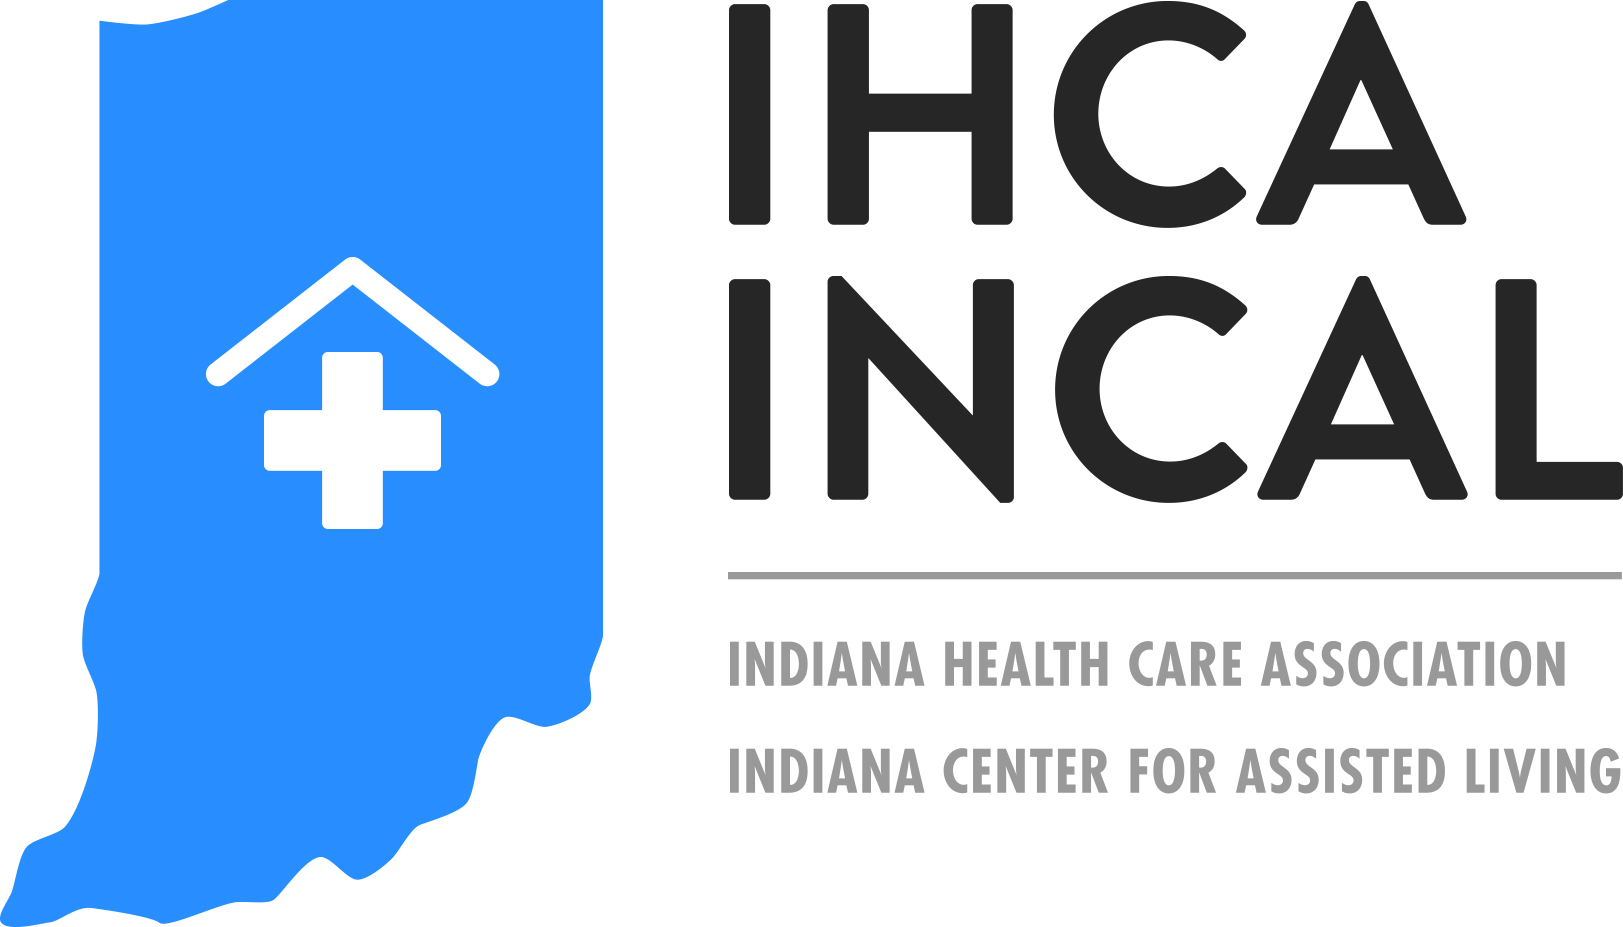 IHCA
INCAL
INDIANA HEALTH CARE ASSOCIATION
INDIANA CENTER FOR ASSISTED LIVING